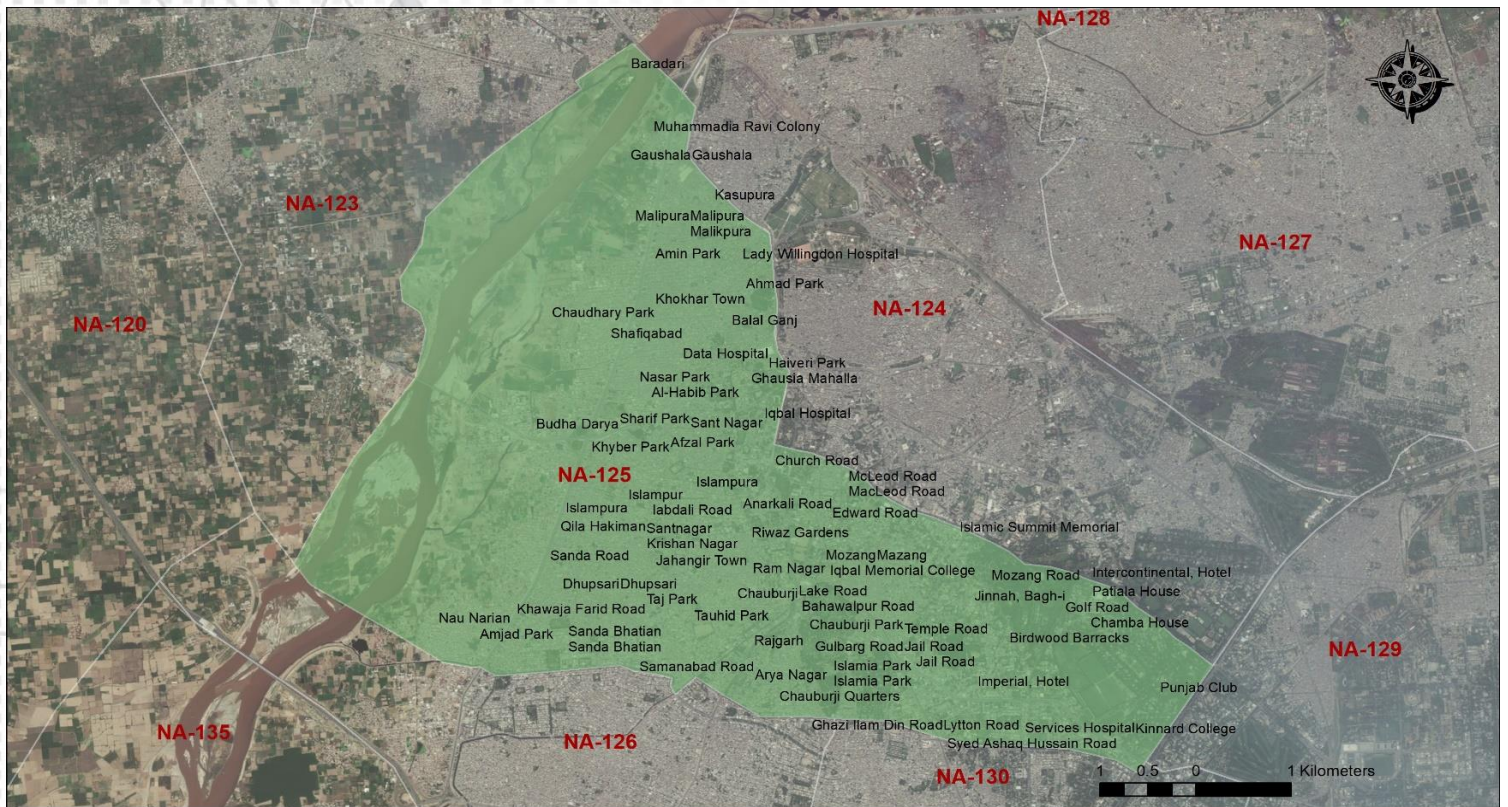 NA-128
Baradari
Muhammadia Ravi Colony
Gaushala Gaushala
Kasupura
NA-123
Malipura Malipura
Malikpura
NA-127
Amin Park
Lady Willingdon Hospital
Ahmad Park
Khokhar Town
NA-124
Chaudhary Park
Balal Ganj
NA-120
Shafiqabad
Data Hospital
Haiveri Park
Nasar Park
Ghausia Mahalla
Al-Habib Park
Iqbal Hospital
Budha Darya
Sharif Park
Sant Nagar
Khyber Park
Afzal Park
Church Road
NA-125
McLeod Road
Islampura
MacLeod Road
Islampur
Islampura
Iabdali Road
Anarkali Road
Edward Road
Qila Hakiman
Santnagar
Riwaz Gardens
Islamic Summit Memorial
Krishan Nagar
Sanda Road
Jahangir Town
Mozang Mazang
Ram Nagar
Iqbal Memorial College
Mozang Road
Intercontinental, Hotel
Dhupsari Dhupsari
Chauburji
Lake Road
Jinnah, Bagh-i
Patiala House
Taj Park
Bahawalpur Road
Golf Road
Khawaja Farid Road
Nau Narian
Tauhid Park
Chauburji Park
Temple Road
Chamba House
Amjad Park
Sanda Bhatian
Sanda Bhatian
Rajgarh
Gulbarg Road
Jail Road
Birdwood Barracks
NA-129
Samanabad Road
Arya Nagar
Islamia Park
Jail Road
Islamia Park
Imperial, Hotel
Punjab Club
Chauburji Quarters
Ghazi Ilam Din Road
Lytton Road
Services Hospital
Kinnard College
NA-135
NA-126
Syed Ashaq Hussain Road
NA-130
1 0.5 0 1 Kilometers